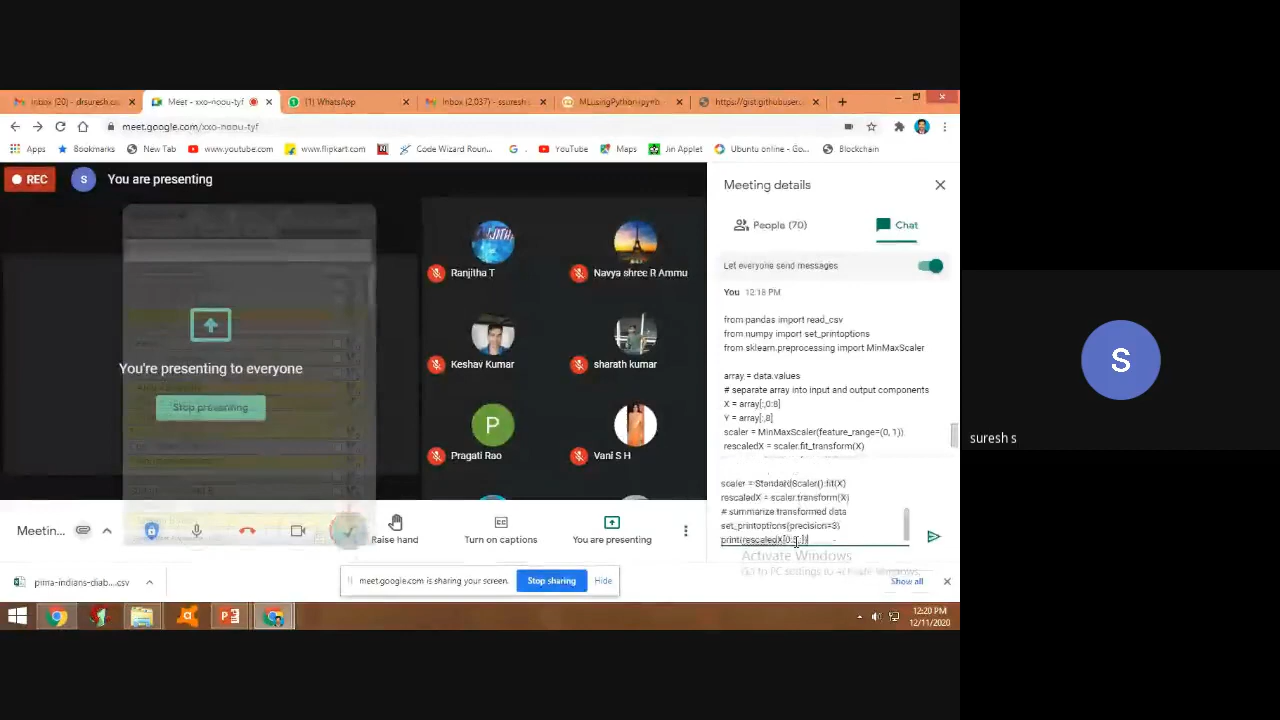 Inbox (20) - drsuresh.c
Meet - xxo-noou-tyf
(1) WhatsApp
Inbox (2,037) - ssuresh
MLusingPython.ipynb
https://gist.githubuser
meet.google.com/xxo-noou-tyf
Apps
Bookmarks
New Tab
www.youtube.com
www.flipkart.com
Code Wizard Roun...
G
YouTube
Maps
Jin Applet
Ubuntu online - Go...
Blockchain
REC
S
You are presenting
Meeting details
People (70)
Chat
Let everyone send messages
You 12:18 PM
from pandas import read_csv
from numpy import set_printoptions
from sklearn.preprocessing import MinMaxScaler
array = data.values
# separate array into input and output components
X = array[:,0:8]
Y = array[:,8]
scaler = MinMaxScaler(feature_range=(0, 1))
rescaledX = scaler.fit_transform(X)
scaler = StandardScaler().fit(X)
rescaledX = scaler.transform(X)
# summarize transformed data
set_printoptions(precision=3)
You're presenting to everyone
Stop presenting
Ranjitha T
Navya shree R Ammu
Keshav Kumar
sharath kumar
P
Pragati Rao
Vani S H
Meetin...
Raise hand
CC
Turn on captions
You are presenting
Activate Windows
Go to PC settings to activate Windows.
pima-indians-diab....csv
meet.google.com is sharing your screen.
Stop sharing
Hide
Show all
12:20 PM
12/11/2020
S
suresh s